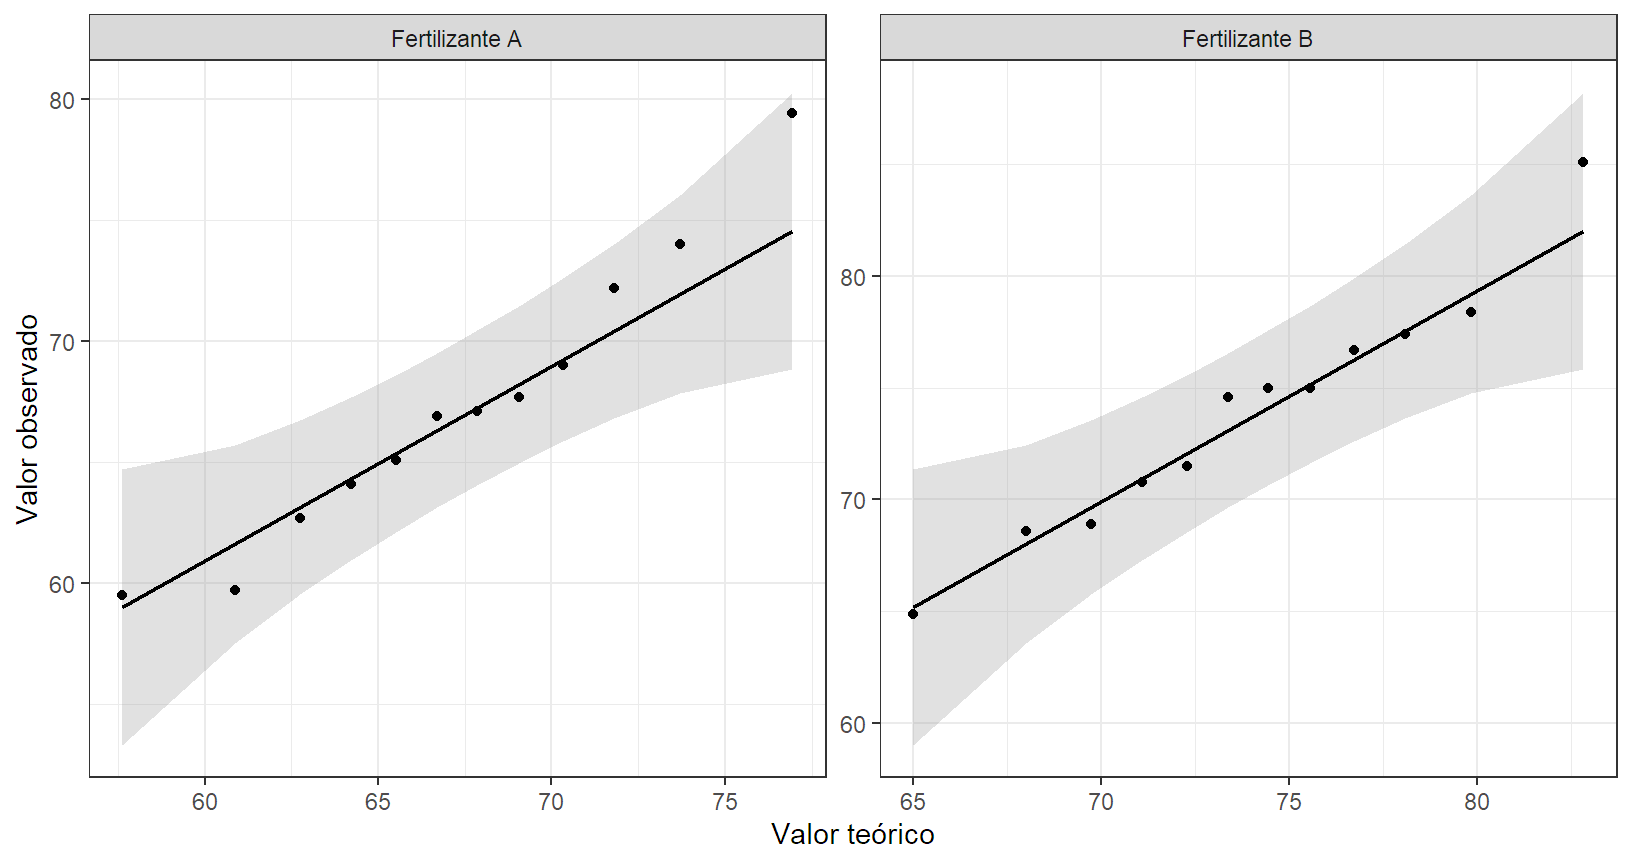 Fertilizante A
Fertilizante B
Valor observado
80
70
60
80
70
60
60 65 70 75
65 70 75 80
Valor teórico